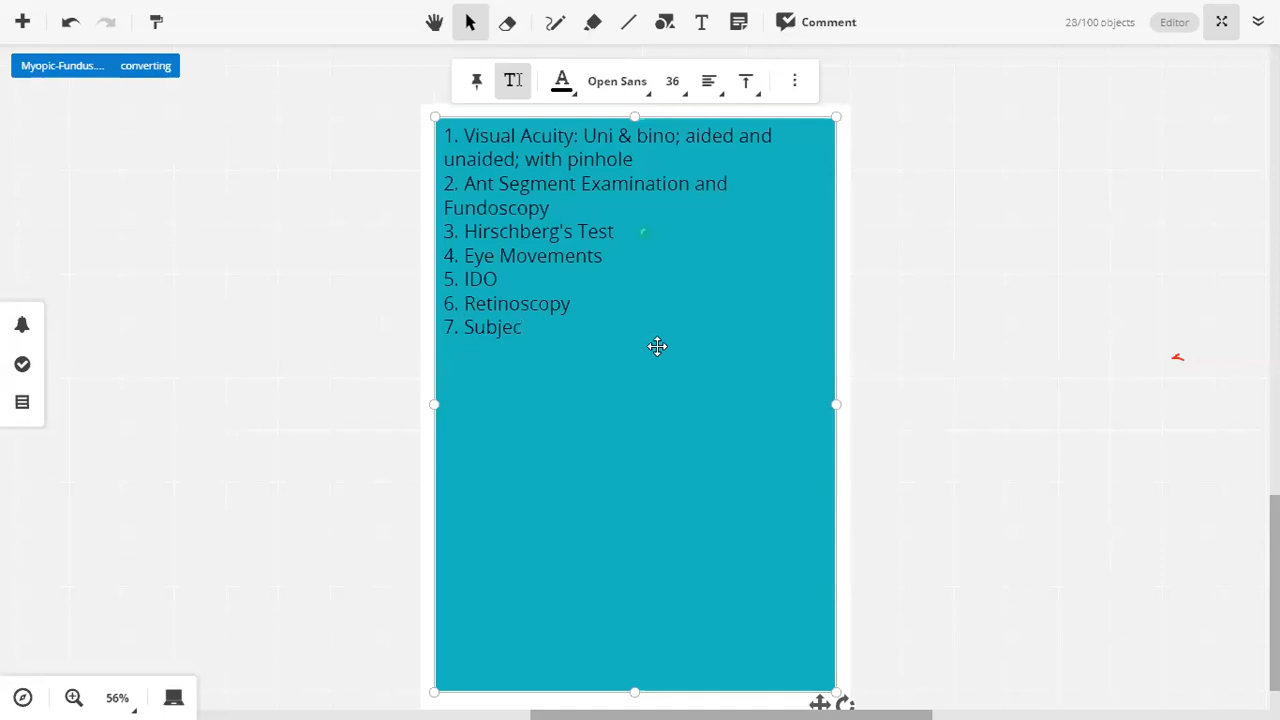 Comment
28/100 objects
Editor
Myopic-Fundus.... converting
Open Sans 36
1. Visual Acuity: Uni & bino; aided and
unaided; with pinhole
2. Ant Segment Examination and
Fundoscopy
3. Hirschberg's Test
4. Eye Movements
5. IDO
6. Retinoscopy
7. Subjec
56%